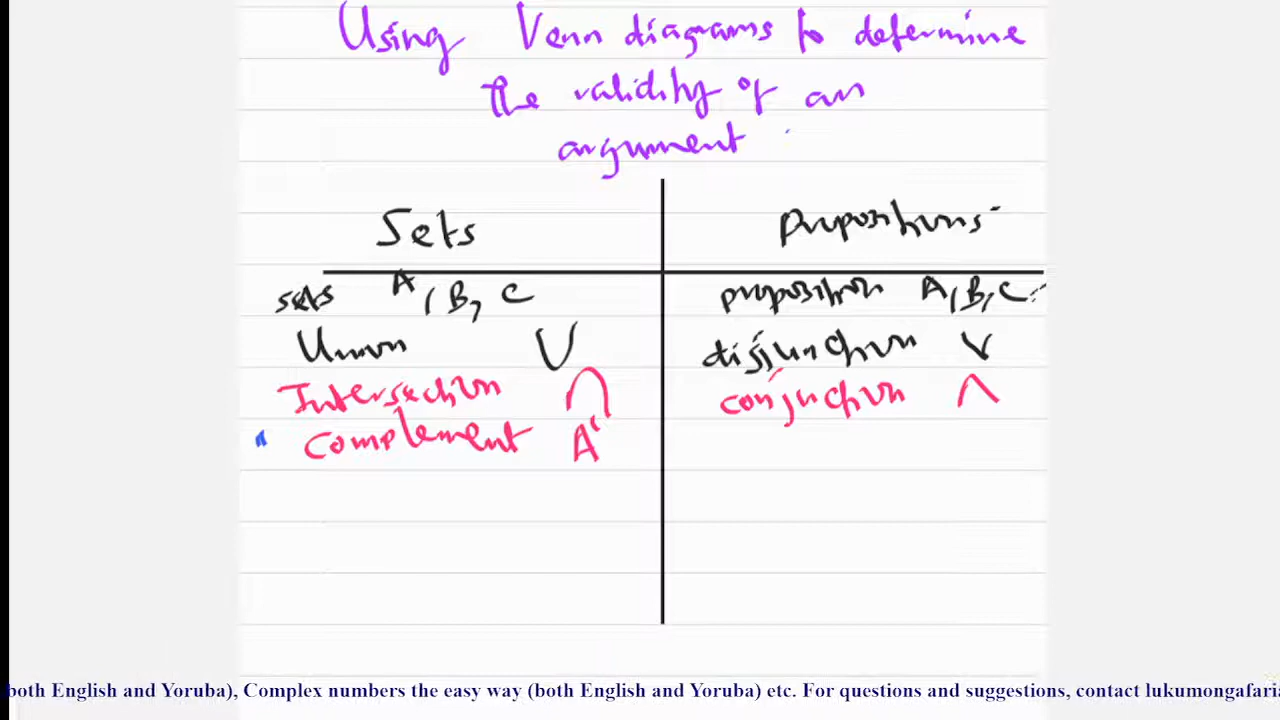 Using Venn diagrams to determine
the validity of an
argument
Sets Propositions
sets A, B, C proposition A, B, C
Union ∪ disjunction ∨
Intersection ∩ conjunction ∧
Complement A'
both English and Yoruba), Complex numbers the easy way (both English and Yoruba) etc. For questions and suggestions, contact lukumongafaria